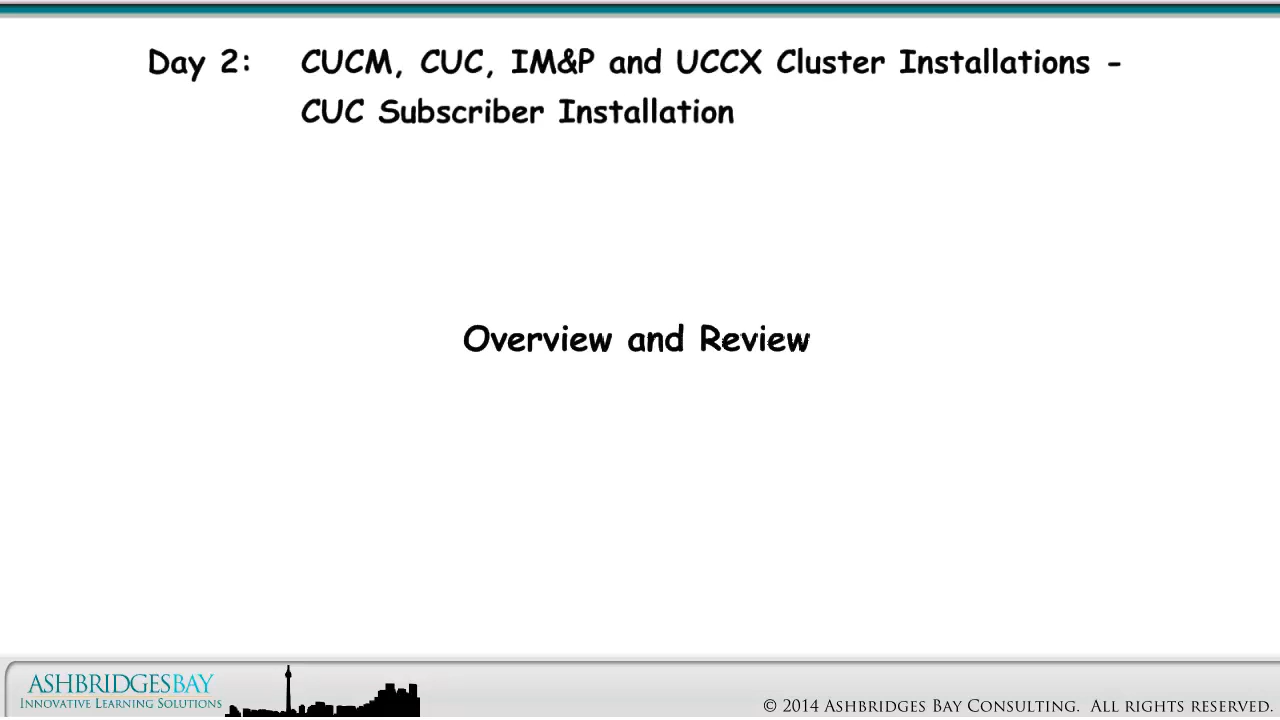 Day 2: CUCM, CUC, IM&P and UCCX Cluster Installations -
CUC Subscriber Installation
Overview and Review
ASHBRIDGESBAY
INNOVATIVE LEARNING SOLUTIONS
© 2014 ASHBRIDGES BAY CONSULTING. ALL RIGHTS RESERVED.